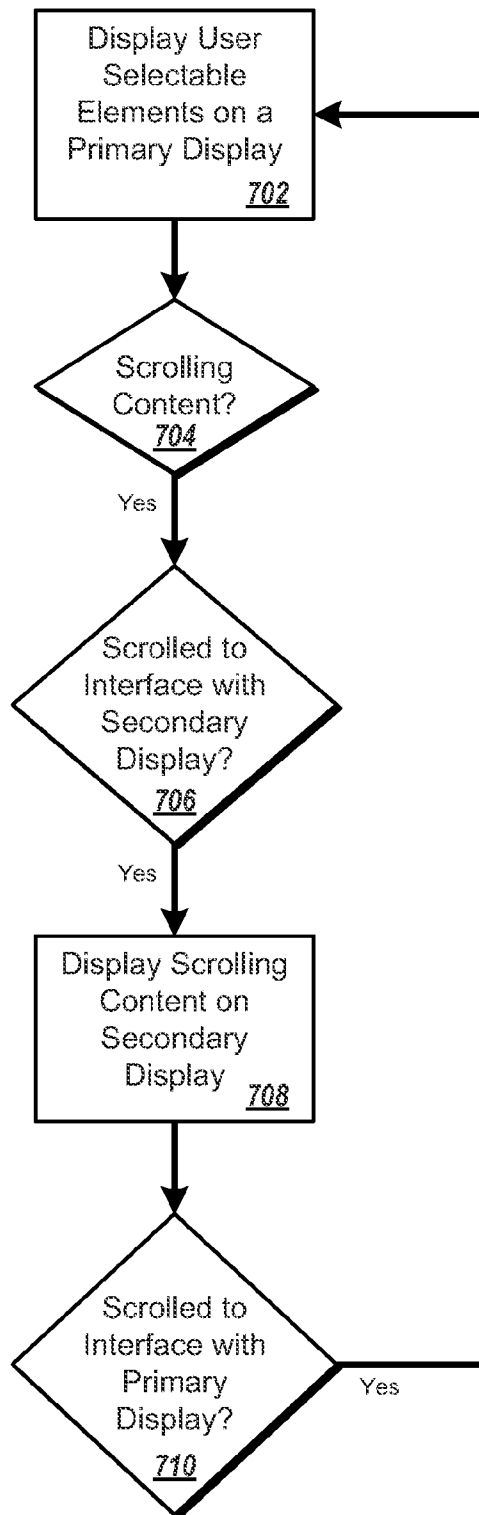 Display User
Selectable
Elements on a
Primary Display
702
Scrolling
Content?
704
Yes
Scrolled to
Interface with
Secondary
Display?
706
Yes
Display Scrolling
Content on
Secondary
Display
708
Scrolled to
Interface with
Primary
Display?
710
Yes